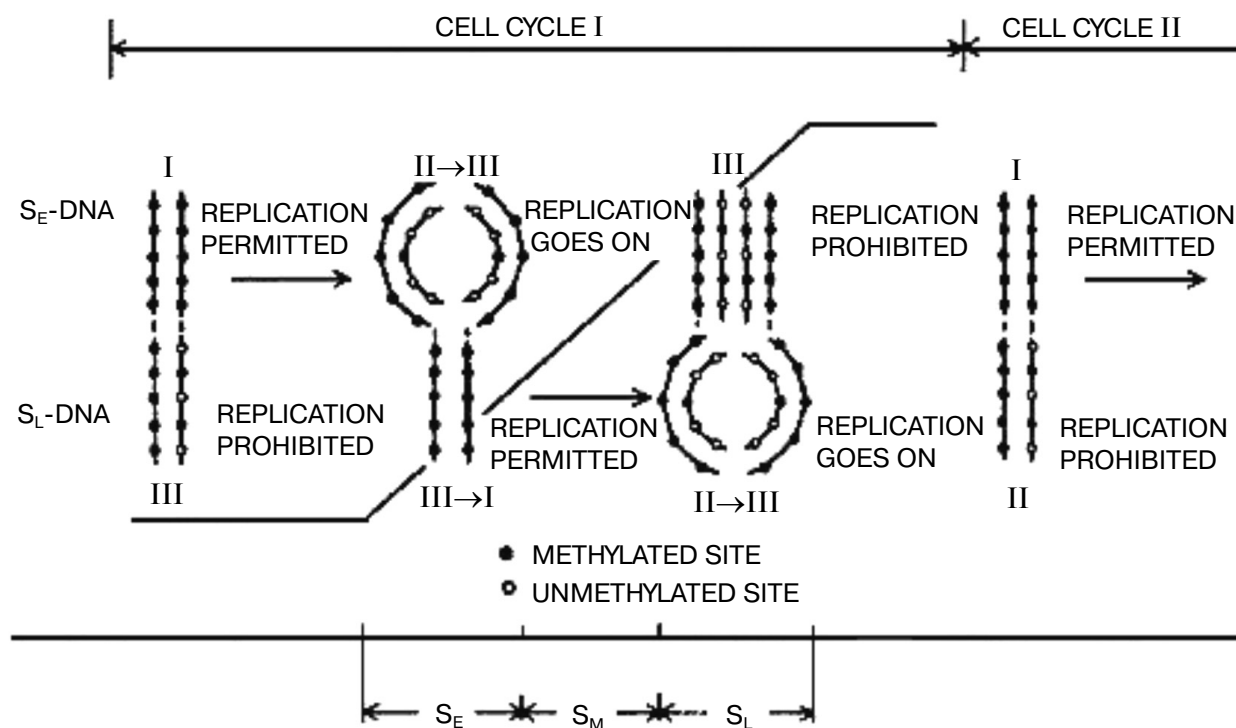 CELL CYCLE I
CELL CYCLE II
I
II→III
III
I
S_E-DNA
REPLICATION
PERMITTED
REPLICATION
GOES ON
REPLICATION
PROHIBITED
REPLICATION
PERMITTED
S_L-DNA
REPLICATION
PROHIBITED
REPLICATION
PERMITTED
REPLICATION
GOES ON
REPLICATION
PROHIBITED
III
III→I
II→III
II
METHYLATED SITE
UNMETHYLATED SITE
S_E
S_M
S_L